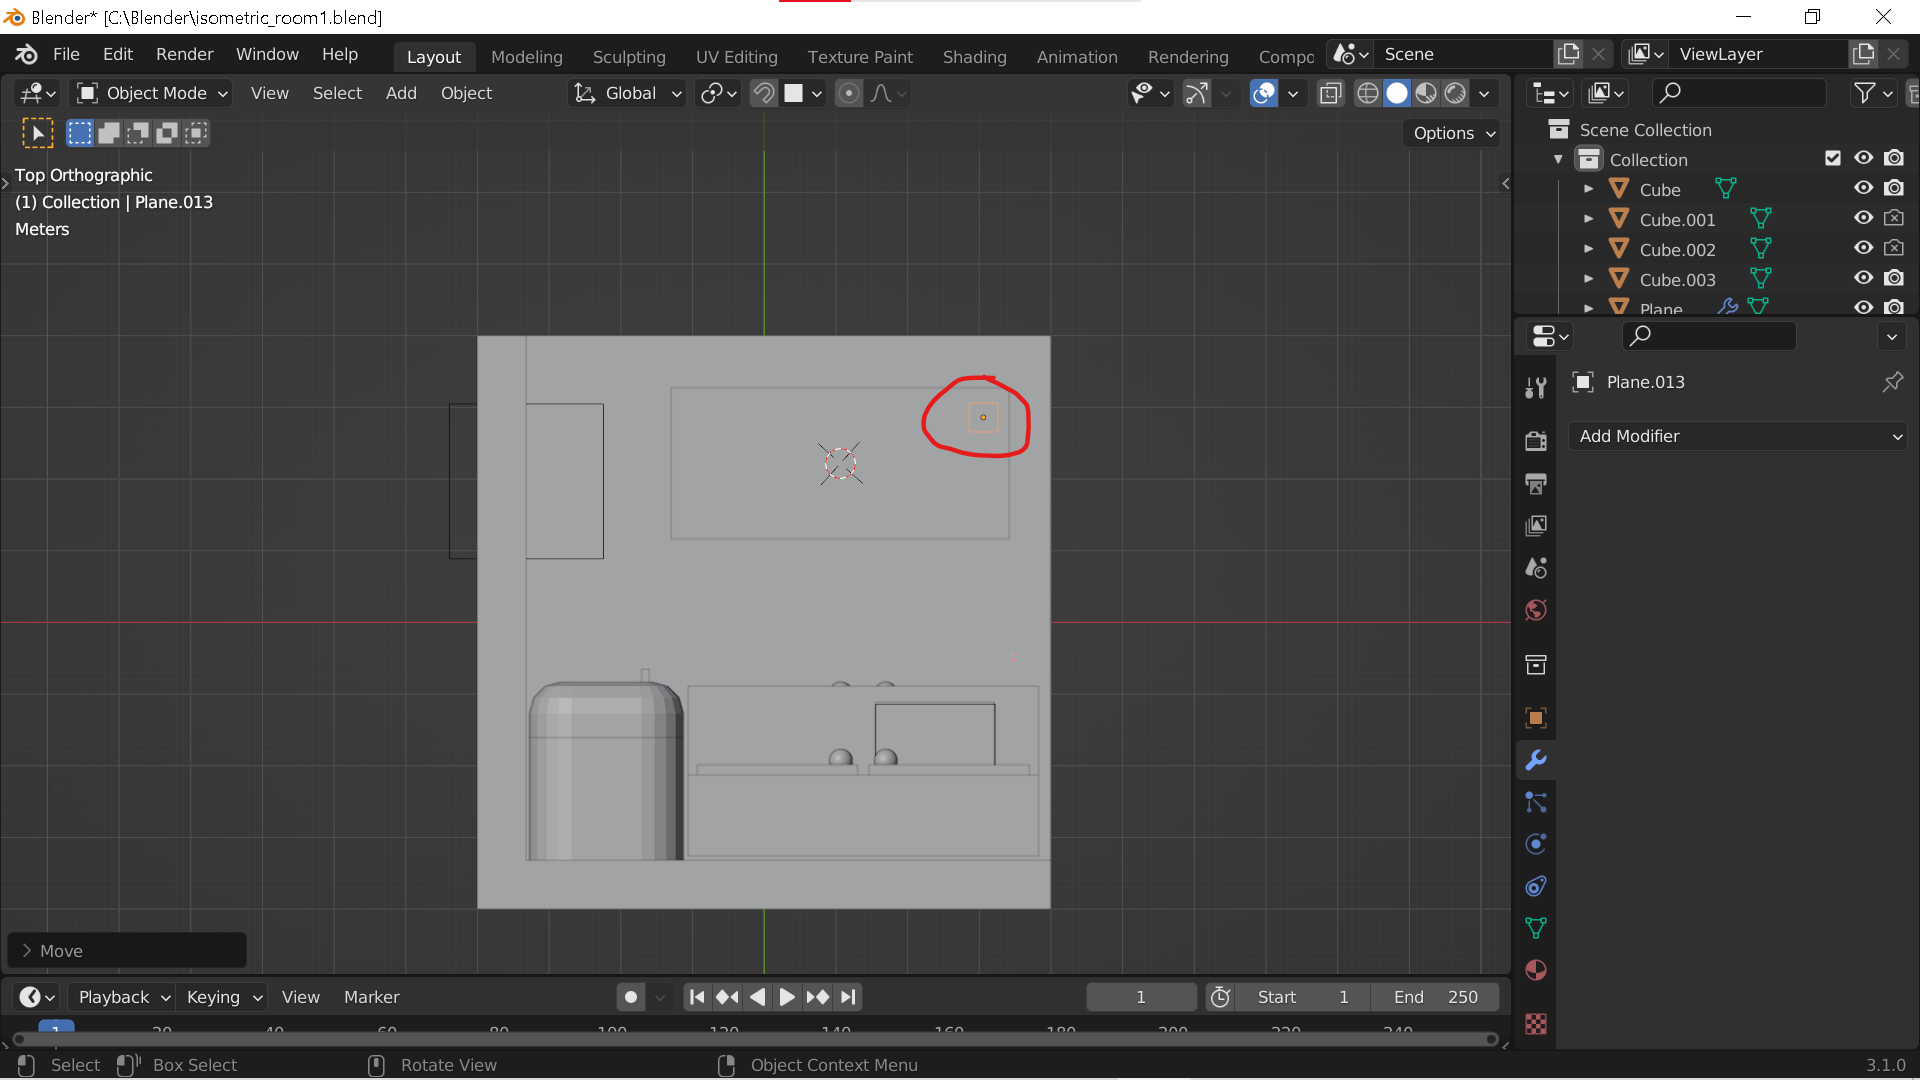 Blender* [C:\Blender\isometric_room1.blend]
File Edit Render Window Help
Layout Modeling Sculpting UV Editing Texture Paint Shading Animation Rendering Compo
Scene
ViewLayer
Object Mode View Select Add Object
Global
Options
Top Orthographic
(1) Collection | Plane.013
Meters
Scene Collection
Collection
Cube
Cube.001
Cube.002
Cube.003
Plane
Plane.013
Add Modifier
Move
Playback Keying View Marker
1
Start 1
End 250
1 20 40 60 80 100 120 140 160 180 200 220 240
Select Box Select Rotate View Object Context Menu
3.1.0